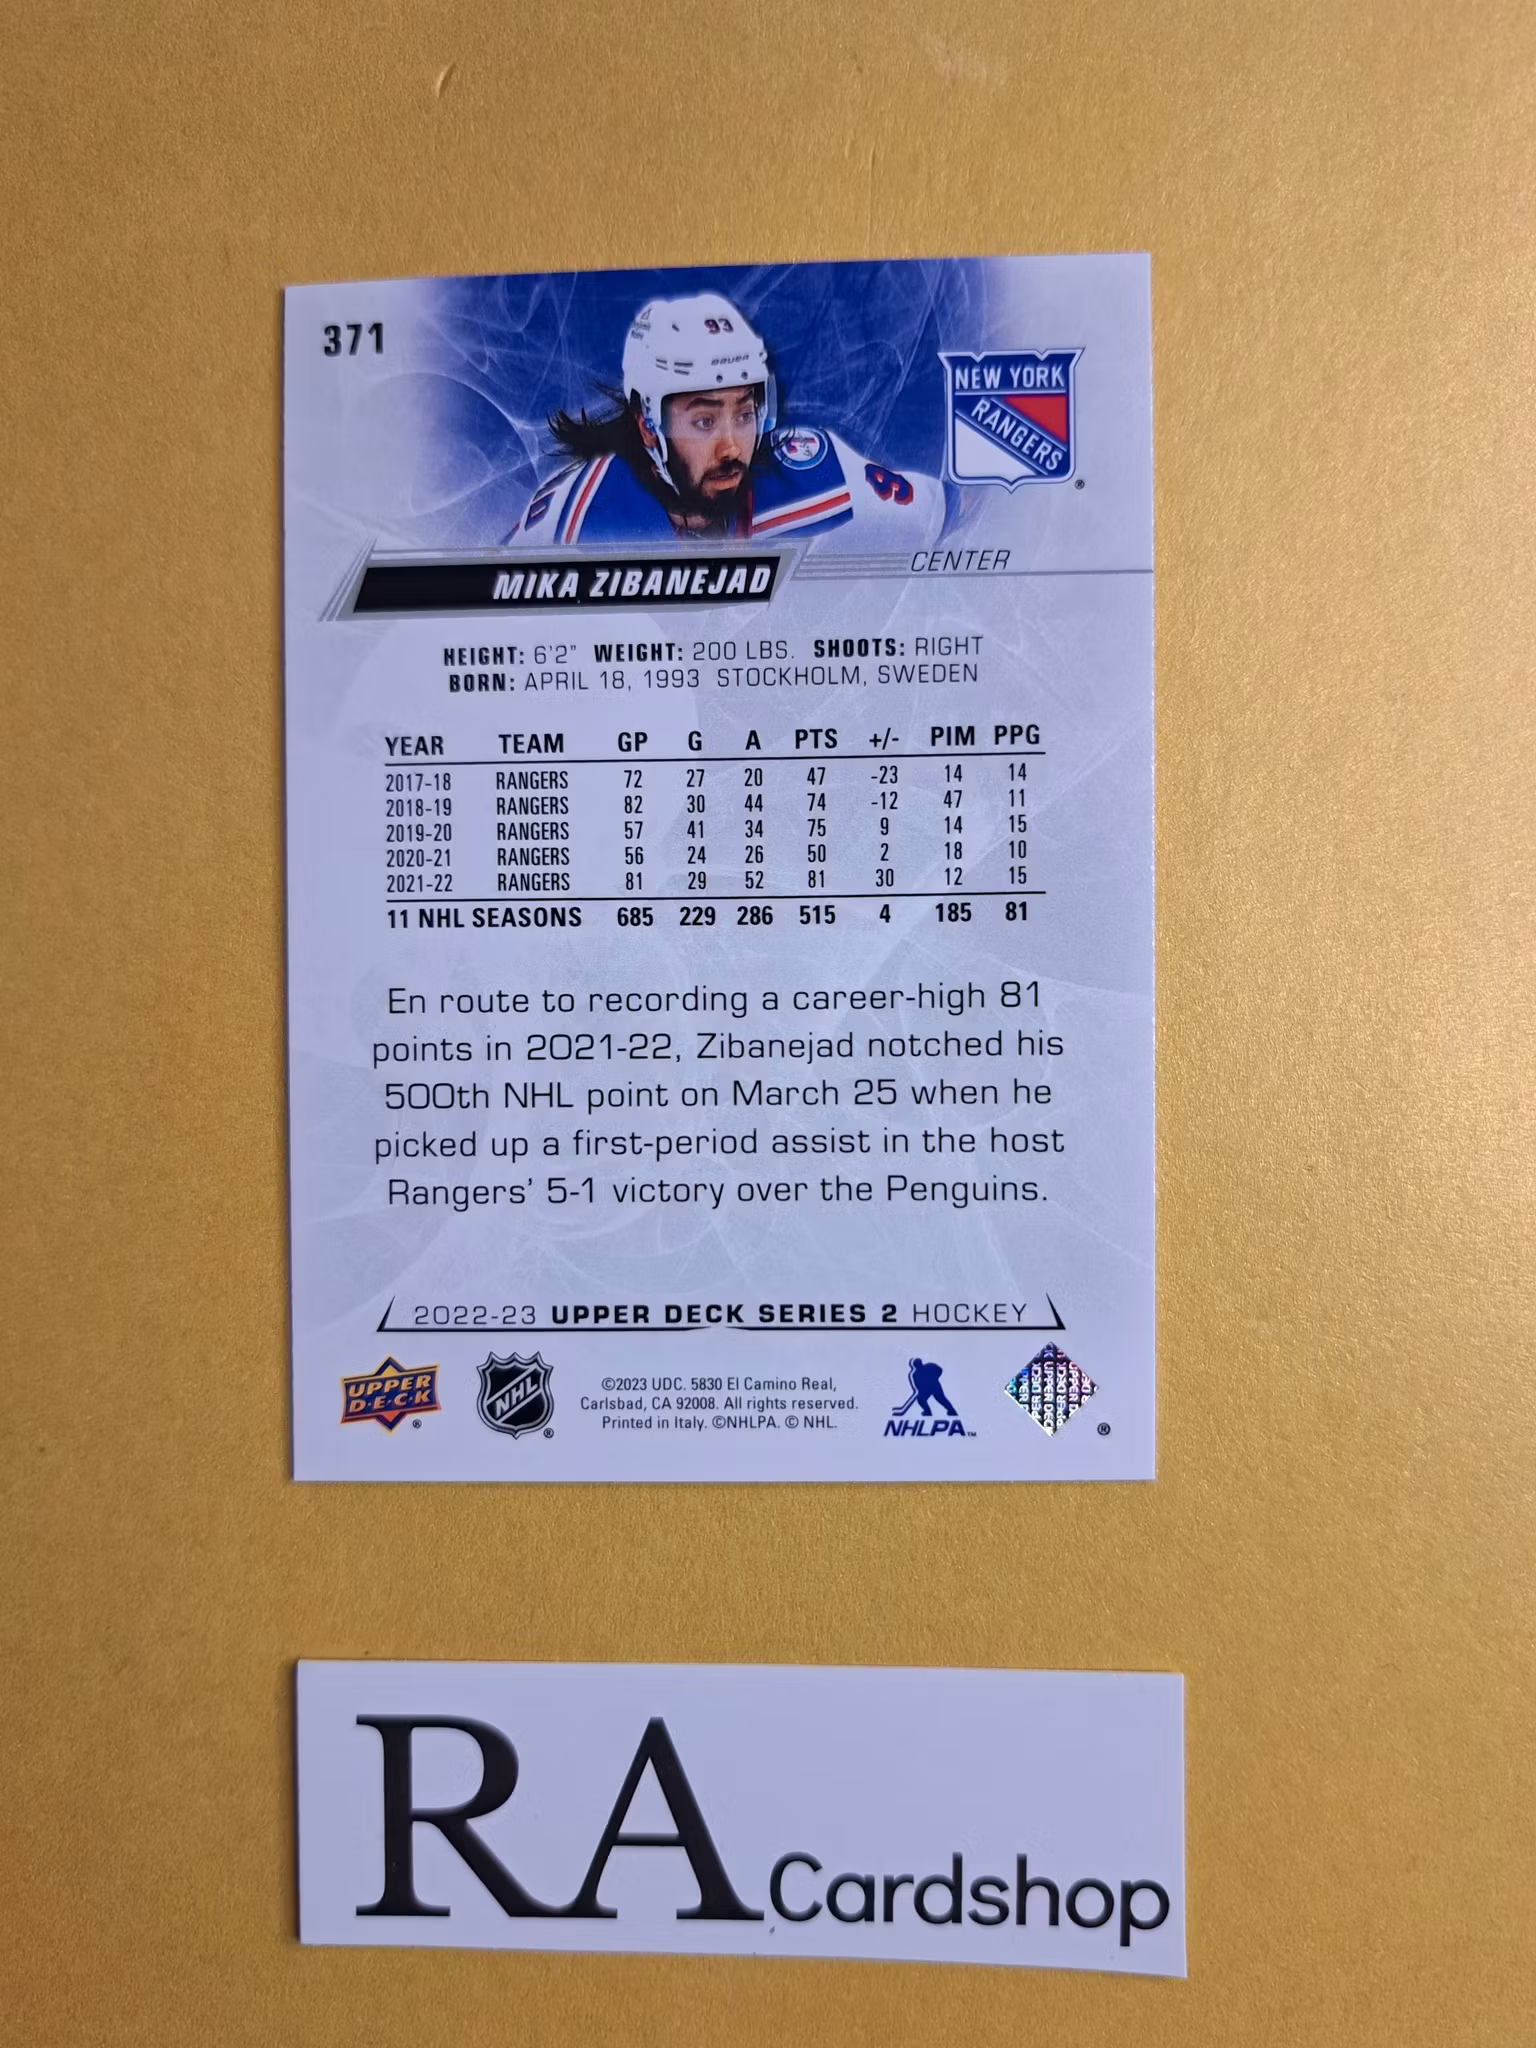 371
93
BAUER
NEW YORK
RANGERS
®
93
CENTER
MIKA ZIBANEJAD
HEIGHT: 6'2" WEIGHT: 200 LBS. SHOOTS: RIGHT
BORN: APRIL 18, 1993 STOCKHOLM, SWEDEN
YEAR TEAM GP G A PTS +/- PIM PPG
2017-18 RANGERS 72 27 20 47 -23 14 14
2018-19 RANGERS 82 30 44 74 -12 47 11
2019-20 RANGERS 57 41 34 75 9 14 15
2020-21 RANGERS 56 24 26 50 2 18 10
2021-22 RANGERS 81 29 52 81 30 12 15
11 NHL SEASONS 685 229 286 515 4 185 81
En route to recording a career-high 81
points in 2021-22, Zibanejad notched his
500th NHL point on March 25 when he
picked up a first-period assist in the host
Rangers' 5-1 victory over the Penguins.
2022-23 UPPER DECK SERIES 2 HOCKEY
UPPER
D·E·C·K
®
NHL
®
©2023 UDC. 5830 El Camino Real,
Carlsbad, CA 92008. All rights reserved.
Printed in Italy. ©NHLPA. © NHL.
NHLPA™
UPPER DECK
®
RA Cardshop